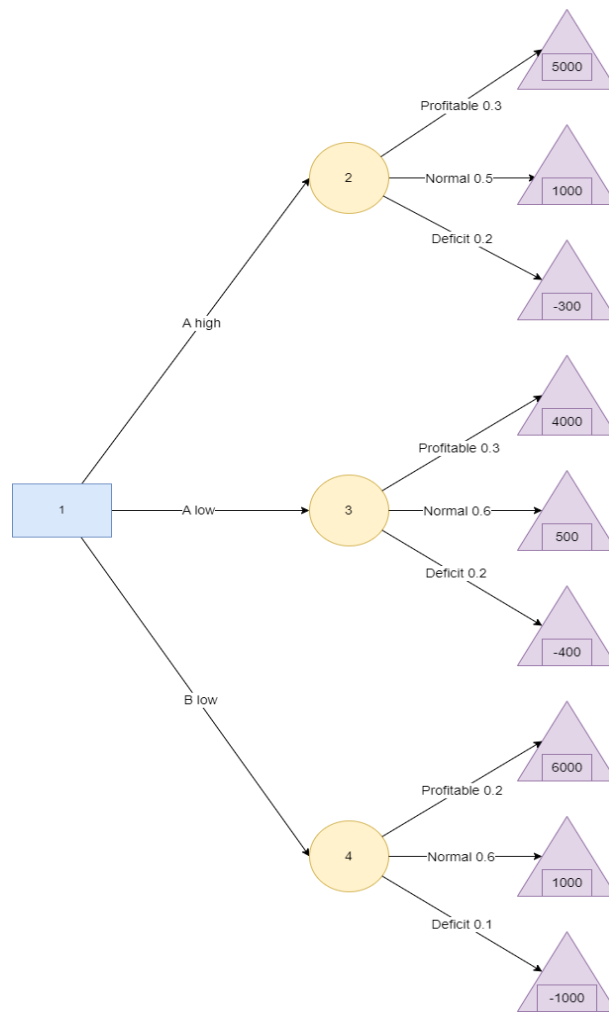 5000
Profitable 0.3
2
Normal 0.5
1000
Deficit 0.2
-300
A high
4000
Profitable 0.3
1
A low
3
Normal 0.6
500
Deficit 0.2
-400
B low
6000
Profitable 0.2
4
Normal 0.6
1000
Deficit 0.1
-1000